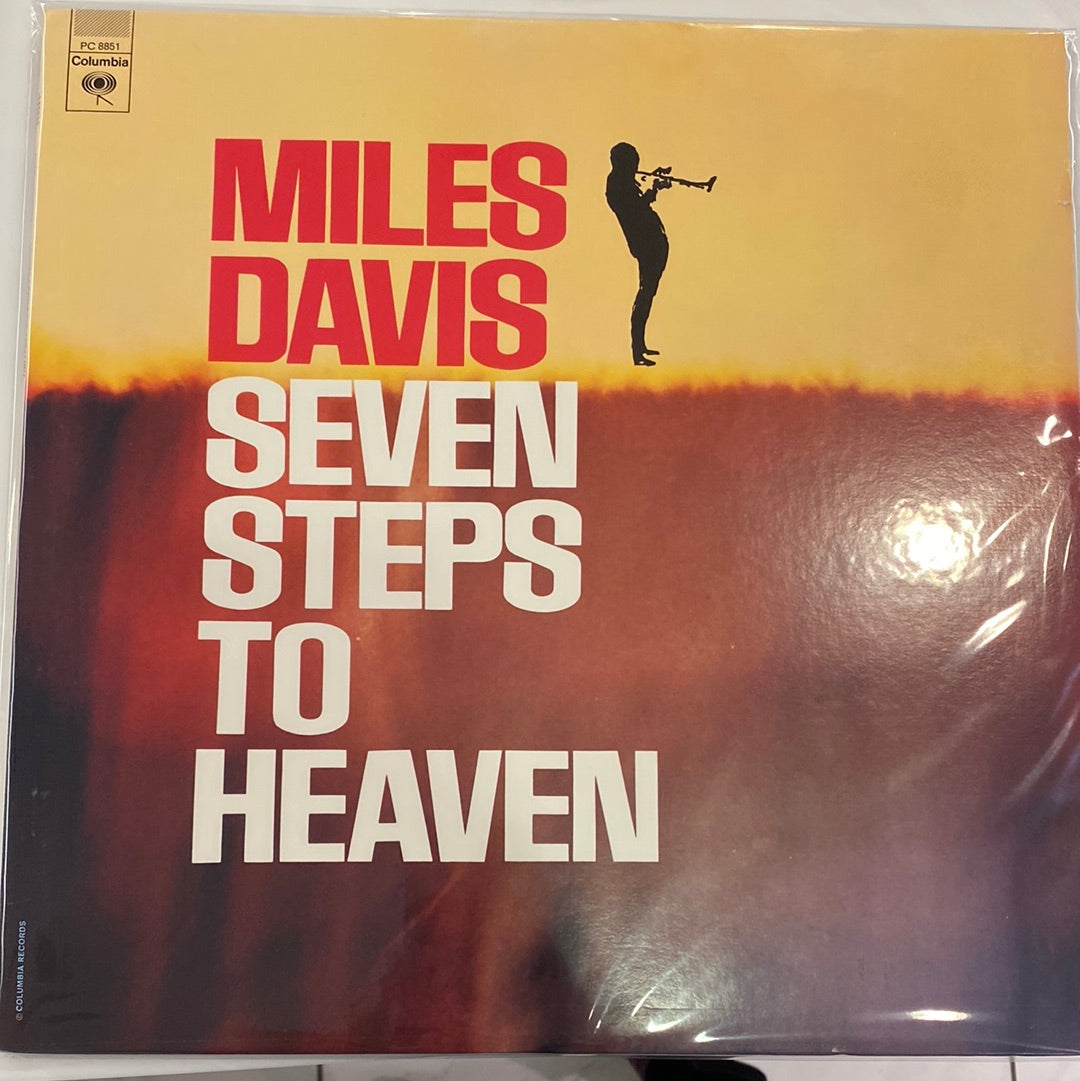 PC 8851
Columbia
MILES
DAVIS
SEVEN
STEPS
TO
HEAVEN
℗ COLUMBIA RECORDS